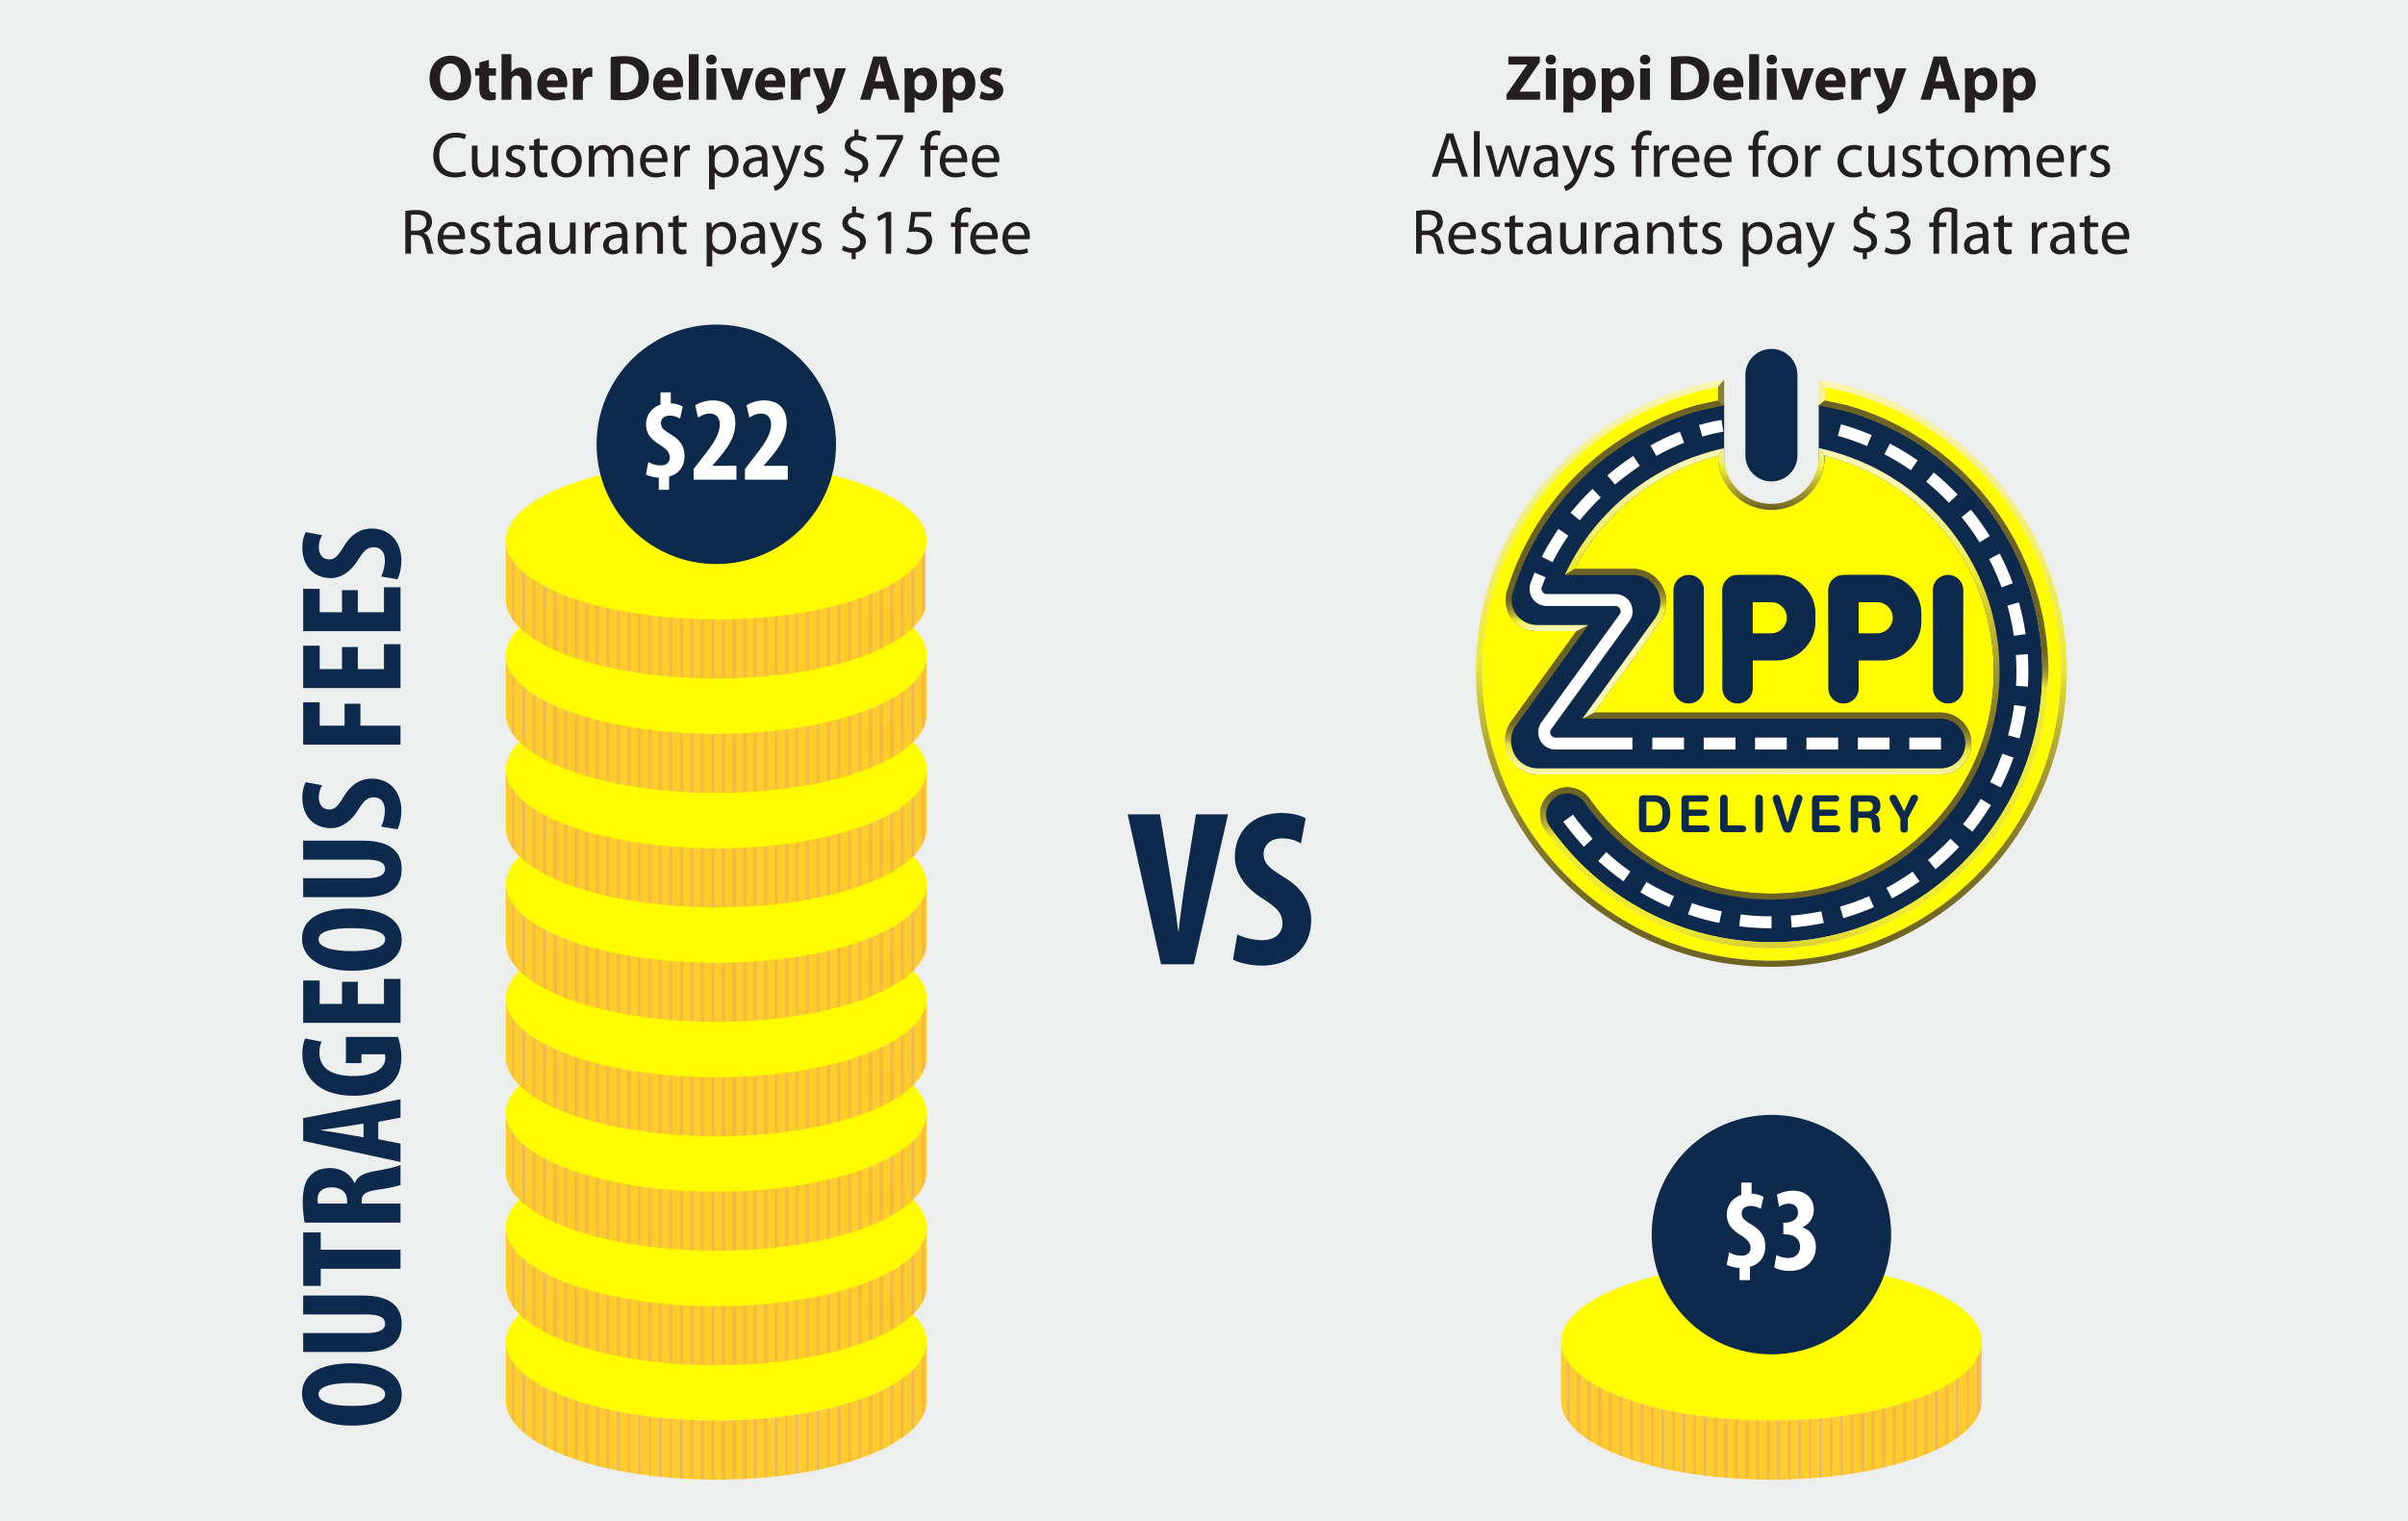 Other Delivery Apps
Customer pays $7 fee
Restaurant pays $15 fee
$22
OUTRAGEOUS FEES
VS
Zippi Delivery App
Always free for customers
Restaurants pay $3 flat rate
ZIPPI
DELIVERY
$3